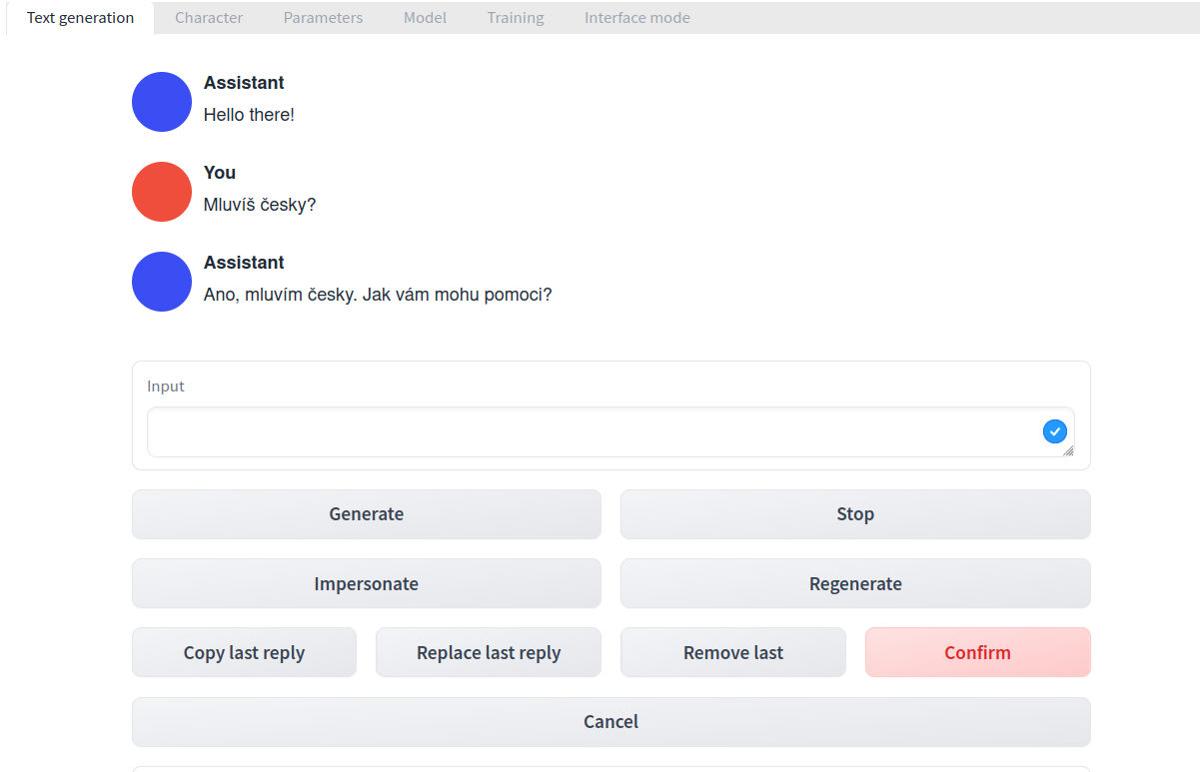 Text generation Character Parameters Model Training Interface mode
Assistant
Hello there!
You
Mluvíš česky?
Assistant
Ano, mluvím česky. Jak vám mohu pomoci?
Input
Generate Stop
Impersonate Regenerate
Copy last reply Replace last reply Remove last Confirm
Cancel